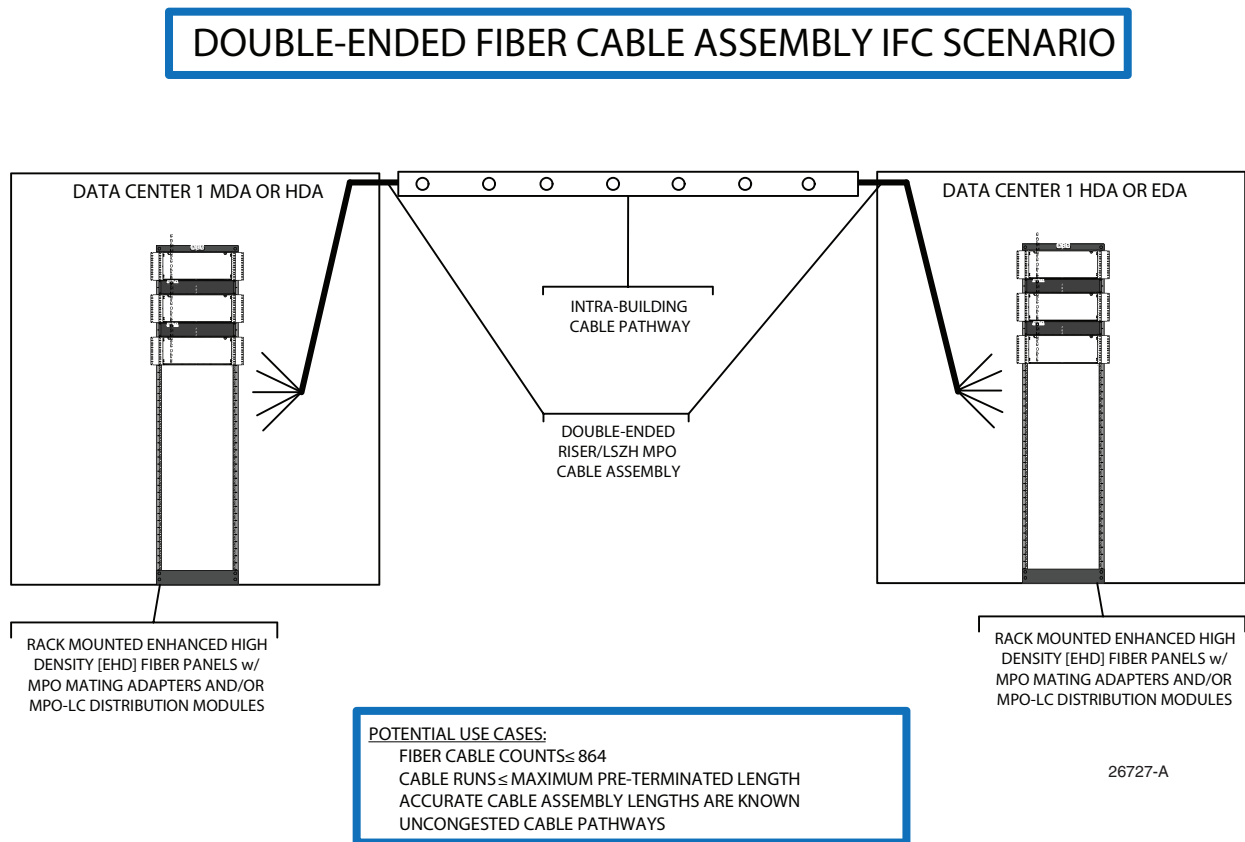 DOUBLE-ENDED FIBER CABLE ASSEMBLY IFC SCENARIO
DATA CENTER 1 MDA OR HDA
DATA CENTER 1 HDA OR EDA
INTRA-BUILDING
CABLE PATHWAY
DOUBLE-ENDED
RISER/LSZH MPO
CABLE ASSEMBLY
RACK MOUNTED ENHANCED HIGH
DENSITY [EHD] FIBER PANELS w/
MPO MATING ADAPTERS AND/OR
MPO-LC DISTRIBUTION MODULES
RACK MOUNTED ENHANCED HIGH
DENSITY [EHD] FIBER PANELS w/
MPO MATING ADAPTERS AND/OR
MPO-LC DISTRIBUTION MODULES
POTENTIAL USE CASES:
FIBER CABLE COUNTS≤ 864
CABLE RUNS ≤ MAXIMUM PRE-TERMINATED LENGTH
ACCURATE CABLE ASSEMBLY LENGTHS ARE KNOWN
UNCONGESTED CABLE PATHWAYS
26727-A